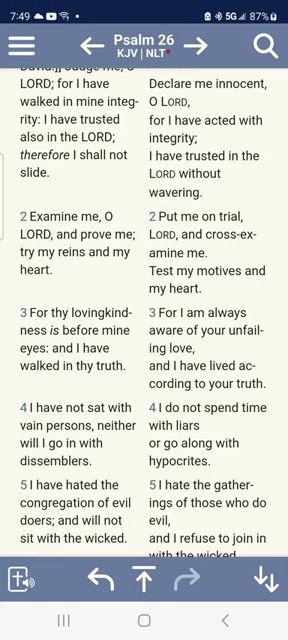 7:49
5G 87%
Psalm 26
KJV | NLT*
LORD; for I have
walked in mine integ-
rity: I have trusted
also in the LORD;
therefore I shall not
slide.
2 Examine me, O
LORD, and prove me;
try my reins and my
heart.
3 For thy lovingkind-
ness is before mine
eyes: and I have
walked in thy truth.
4 I have not sat with
vain persons, neither
will I go in with
dissemblers.
5 I have hated the
congregation of evil
doers; and will not
sit with the wicked.
Declare me innocent,
O LORD,
for I have acted with
integrity;
I have trusted in the
LORD without
wavering.
2 Put me on trial,
LORD, and cross-ex-
amine me.
Test my motives and
my heart.
3 For I am always
aware of your unfail-
ing love,
and I have lived ac-
cording to your truth.
4 I do not spend time
with liars
or go along with
hypocrites.
5 I hate the gather-
ings of those who do
evil,
and I refuse to join in
with the wicked